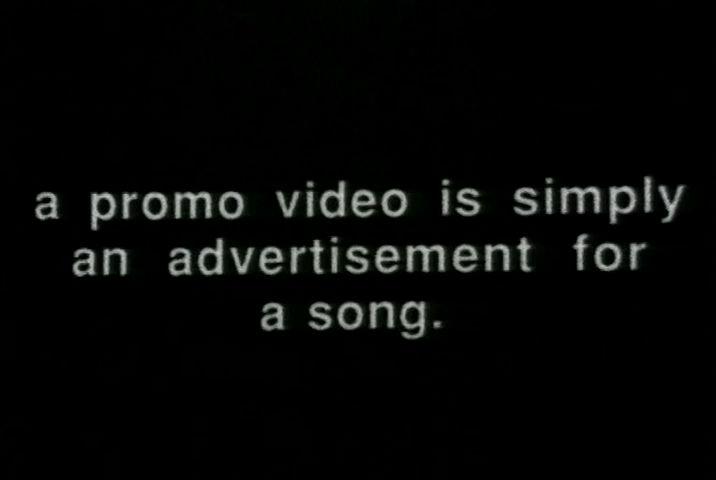 a promo video is simply
an advertisement for
a song.